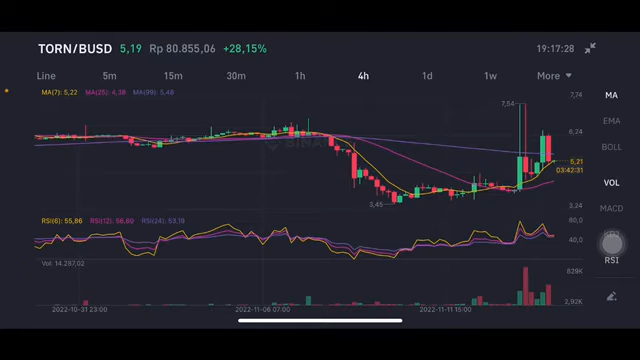 TORN/BUSD 5,19 Rp 80.855,06 +28,15% 19:17:28
Line 5m 15m 30m 1h 4h 1d 1w More
MA(7): 5,22 MA(25): 4,38 MA(99): 5,48
7,74
MA
7,54
EMA
6,24
BOLL
5,21
03:42:31
VOL
3,45
3,24
MACD
RSI(6): 55,86 RSI(12): 56,60 RSI(24): 53,19
80,0
40,0
RSI
Vol: 14.287,02
829K
2,92K
2022-10-31 23:00 2022-11-06 07:00 2022-11-11 15:00